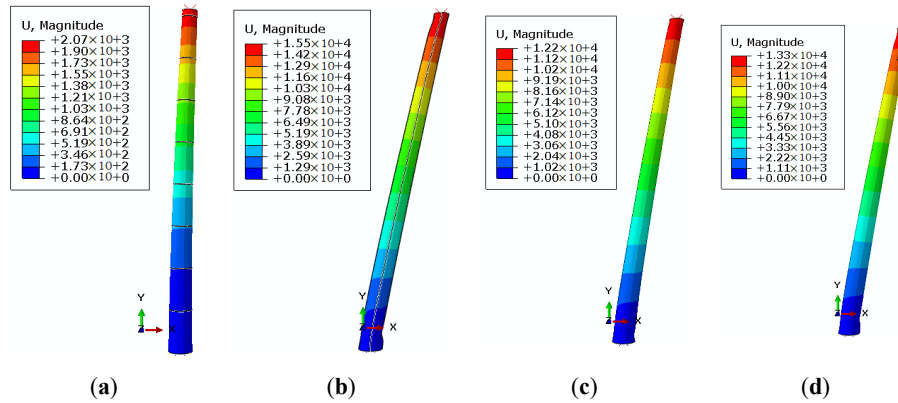 U, Magnitude
+2.07×10+3
+1.90×10+3
+1.73×10+3
+1.55×10+3
+1.38×10+3
+1.21×10+3
+1.03×10+3
+8.64×10+2
+6.91×10+2
+5.19×10+2
+3.46×10+2
+1.73×10+2
+0.00×10+0
Y
Z
X
(a)
U, Magnitude
+1.55×10+4
+1.42×10+4
+1.29×10+4
+1.16×10+4
+1.03×10+4
+9.08×10+3
+7.78×10+3
+6.49×10+3
+5.19×10+3
+3.89×10+3
+2.59×10+3
+1.29×10+3
+0.00×10+0
Y
Z
X
(b)
U, Magnitude
+1.22×10+4
+1.12×10+4
+1.02×10+4
+9.19×10+3
+8.16×10+3
+7.14×10+3
+6.12×10+3
+5.10×10+3
+4.08×10+3
+3.06×10+3
+2.04×10+3
+1.02×10+3
+0.00×10+0
Y
Z
X
(c)
U, Magnitude
+1.33×10+4
+1.22×10+4
+1.11×10+4
+1.00×10+4
+8.90×10+3
+7.79×10+3
+6.67×10+3
+5.56×10+3
+4.45×10+3
+3.33×10+3
+2.22×10+3
+1.11×10+3
+0.00×10+0
Y
Z
X
(d)